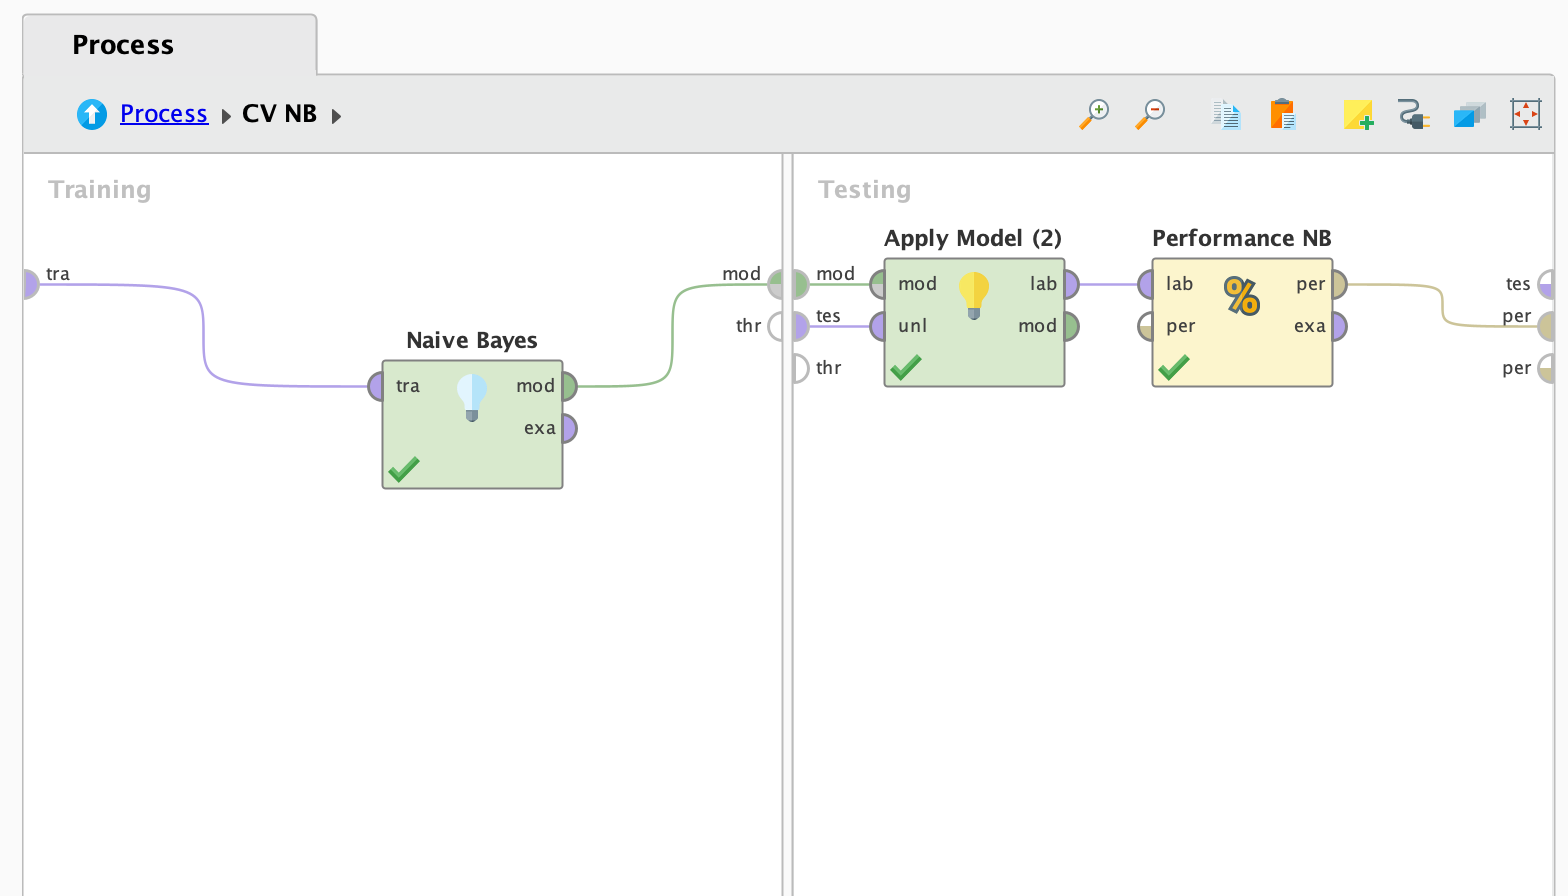 Process
Process CV NB
Training
tra
Naive Bayes
tra mod
exa
mod
thr
Testing
mod
tes
thr
Apply Model (2)
mod lab
unl mod
Performance NB
% 
lab per
per exa
tes
per
per